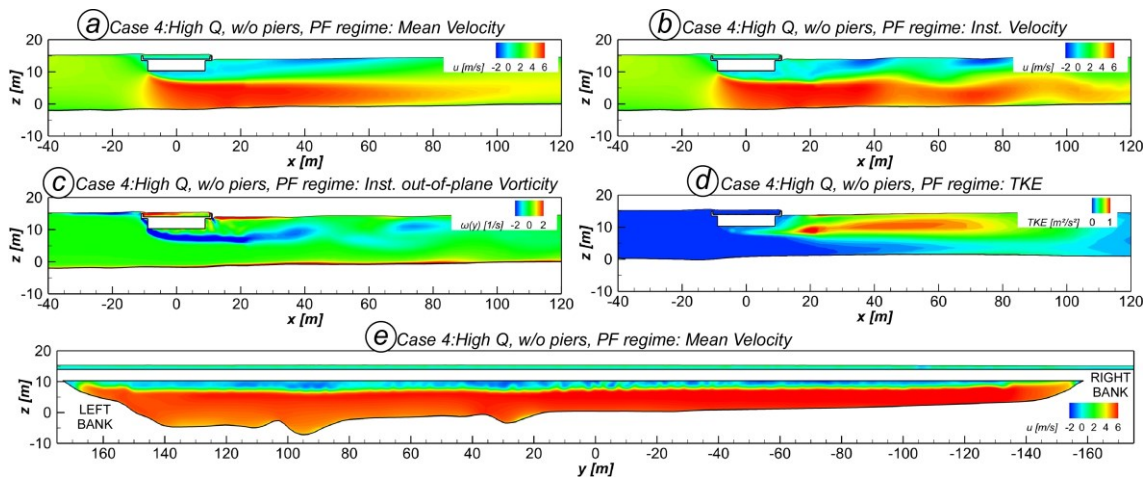 a Case 4:High Q, w/o piers, PF regime: Mean Velocity
20
10
0
-10
z [m]
u [m/s] -2 0 2 4 6
-40 -20 0 20 40 60 80 100 120
x [m]
b Case 4:High Q, w/o piers, PF regime: Inst. Velocity
20
10
0
-10
z [m]
u [m/s] -2 0 2 4 6
-40 -20 0 20 40 60 80 100 120
x [m]
c Case 4:High Q, w/o piers, PF regime: Inst. out-of-plane Vorticity
20
10
0
-10
z [m]
ω(y) [1/s] -2 0 2
-40 -20 0 20 40 60 80 100 120
x [m]
d Case 4:High Q, w/o piers, PF regime: TKE
20
10
0
-10
z [m]
TKE [m²/s²] 0 1
-40 -20 0 20 40 60 80 100 120
x [m]
e Case 4:High Q, w/o piers, PF regime: Mean Velocity
20
10
0
-10
z [m]
LEFT
BANK
RIGHT
BANK
u [m/s] -2 0 2 4 6
160 140 120 100 80 60 40 20 0 -20 -40 -60 -80 -100 -120 -140 -160
y [m]